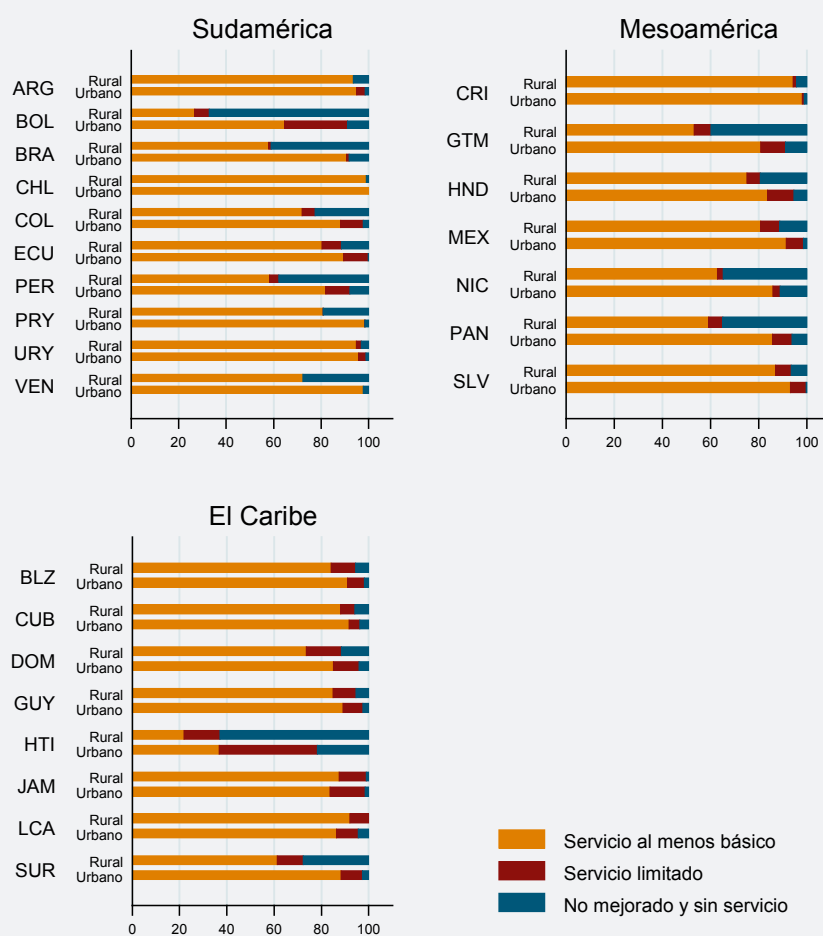 Sudamérica
ARG Rural
Urbano
BOL Rural
Urbano
BRA Rural
Urbano
CHL Rural
Urbano
COL Rural
Urbano
ECU Rural
Urbano
PER Rural
Urbano
PRY Rural
Urbano
URY Rural
Urbano
VEN Rural
Urbano
0 20 40 60 80 100
Mesoamérica
CRI Rural
Urbano
GTM Rural
Urbano
HND Rural
Urbano
MEX Rural
Urbano
NIC Rural
Urbano
PAN Rural
Urbano
SLV Rural
Urbano
0 20 40 60 80 100
El Caribe
BLZ Rural
Urbano
CUB Rural
Urbano
DOM Rural
Urbano
GUY Rural
Urbano
HTI Rural
Urbano
JAM Rural
Urbano
LCA Rural
Urbano
SUR Rural
Urbano
0 20 40 60 80 100
Servicio al menos básico
Servicio limitado
No mejorado y sin servicio